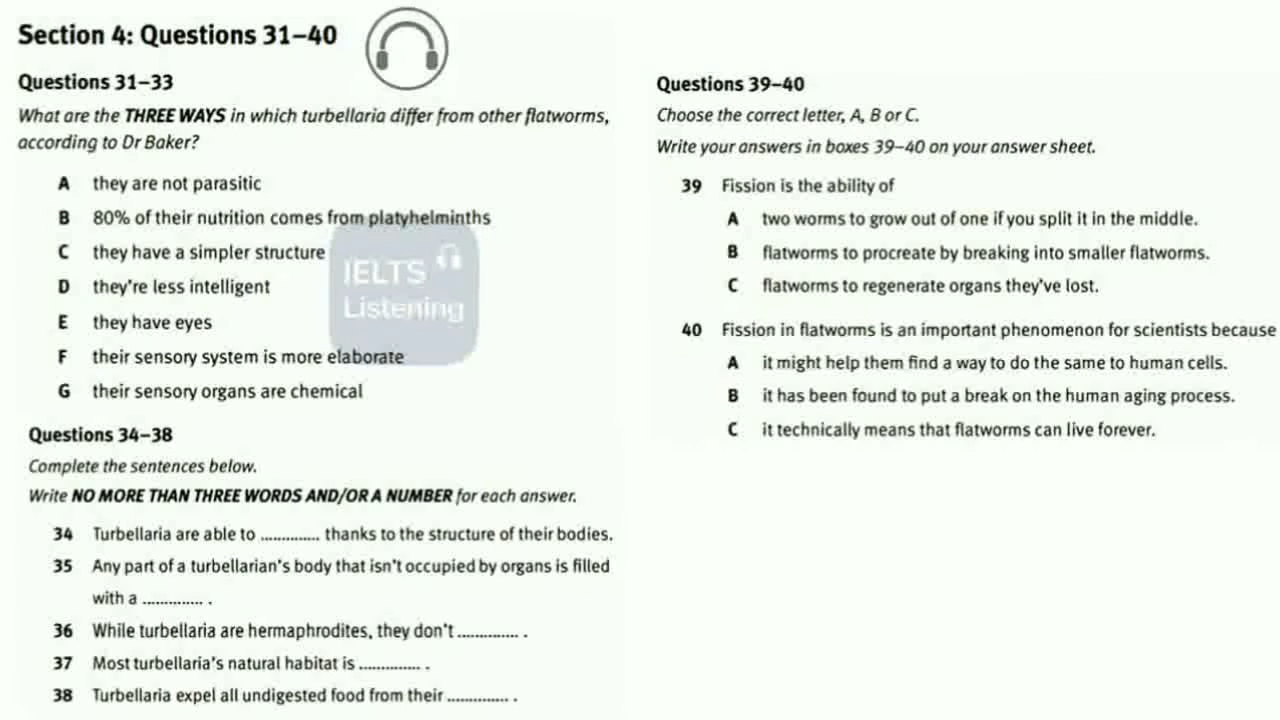 Section 4: Questions 31–40
Questions 31–33
What are the THREE WAYS in which turbellaria differ from other flatworms,
according to Dr Baker?
A they are not parasitic
B 80% of their nutrition comes from platyhelminths
C they have a simpler structure
D they're less intelligent
E they have eyes
F their sensory system is more elaborate
G their sensory organs are chemical
IELTS
Listening
Questions 34–38
Complete the sentences below.
Write NO MORE THAN THREE WORDS AND/OR A NUMBER for each answer.
34 Turbellaria are able to .............. thanks to the structure of their bodies.
35 Any part of a turbellarian's body that isn't occupied by organs is filled
with a .............. .
36 While turbellaria are hermaphrodites, they don't .............. .
37 Most turbellaria's natural habitat is .............. .
38 Turbellaria expel all undigested food from their .............. .
Questions 39–40
Choose the correct letter, A, B or C.
Write your answers in boxes 39–40 on your answer sheet.
39 Fission is the ability of
A two worms to grow out of one if you split it in the middle.
B flatworms to procreate by breaking into smaller flatworms.
C flatworms to regenerate organs they've lost.
40 Fission in flatworms is an important phenomenon for scientists because
A it might help them find a way to do the same to human cells.
B it has been found to put a break on the human aging process.
C it technically means that flatworms can live forever.